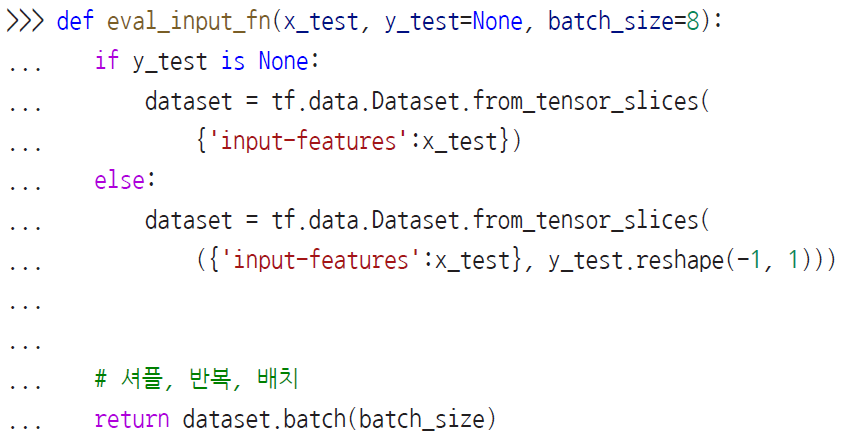 >>> def eval_input_fn(x_test, y_test=None, batch_size=8):
...    if y_test is None:
...        dataset = tf.data.Dataset.from_tensor_slices(
...            {'input-features':x_test})
...    else:
...        dataset = tf.data.Dataset.from_tensor_slices(
...            ({'input-features':x_test}, y_test.reshape(-1, 1)))
...
...
...    # 셔플, 반복, 배치
...    return dataset.batch(batch_size)